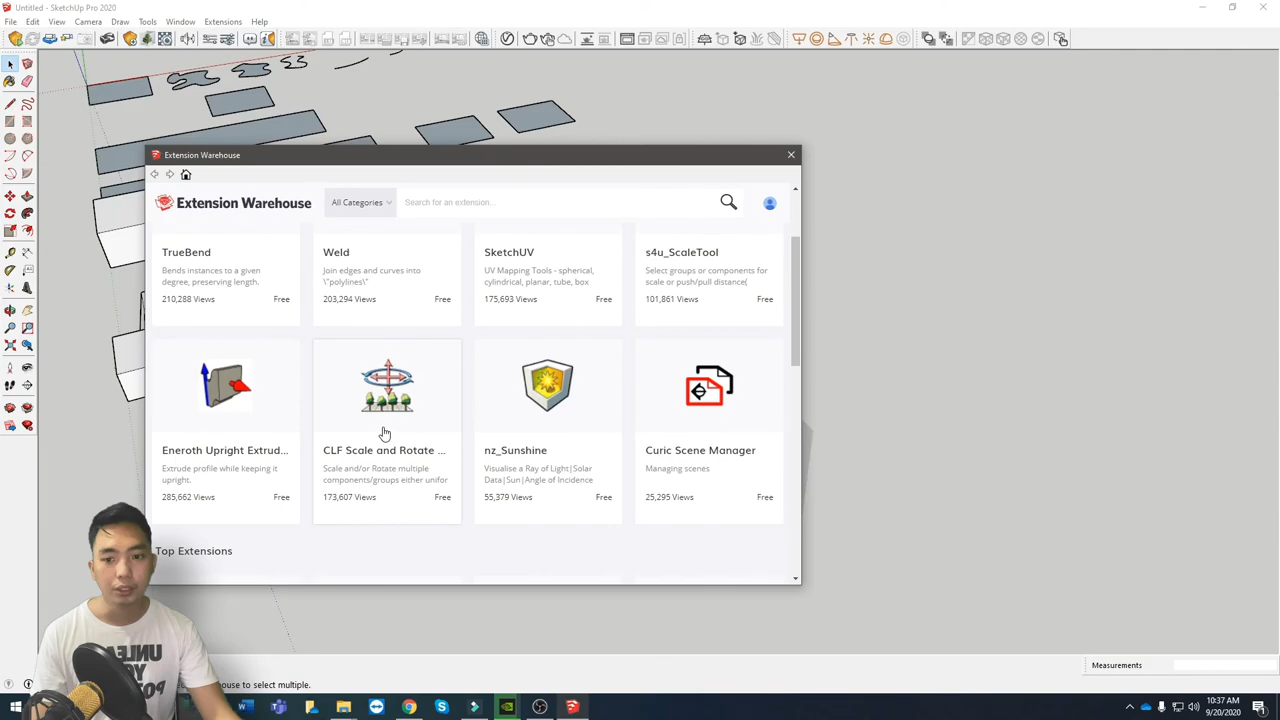 Untitled - SketchUp Pro 2020
File Edit View Camera Draw Tools Window Extensions Help
Extension Warehouse
Extension Warehouse All Categories Search for an extension...
TrueBend
Bends instances to a given
degree, preserving length.
210,288 Views Free
Weld
Join edges and curves into
\"polylines\"
203,294 Views Free
SketchUV
UV Mapping Tools - spherical,
cylindrical, planar, tube, box
175,693 Views Free
s4u_ScaleTool
Select groups or components for
scale or push/pull distance(
101,861 Views Free
Eneroth Upright Extrud...
Extrude profile while keeping it
upright.
285,662 Views Free
CLF Scale and Rotate ...
Scale and/or Rotate multiple
components/groups either unifor
173,607 Views Free
nz_Sunshine
Visualise a Ray of Light|Solar
Data|Sun|Angle of Incidence
55,379 Views Free
Curic Scene Manager
Managing scenes
25,295 Views Free
Top Extensions
to select multiple.
Measurements
10:37 AM
9/20/2020